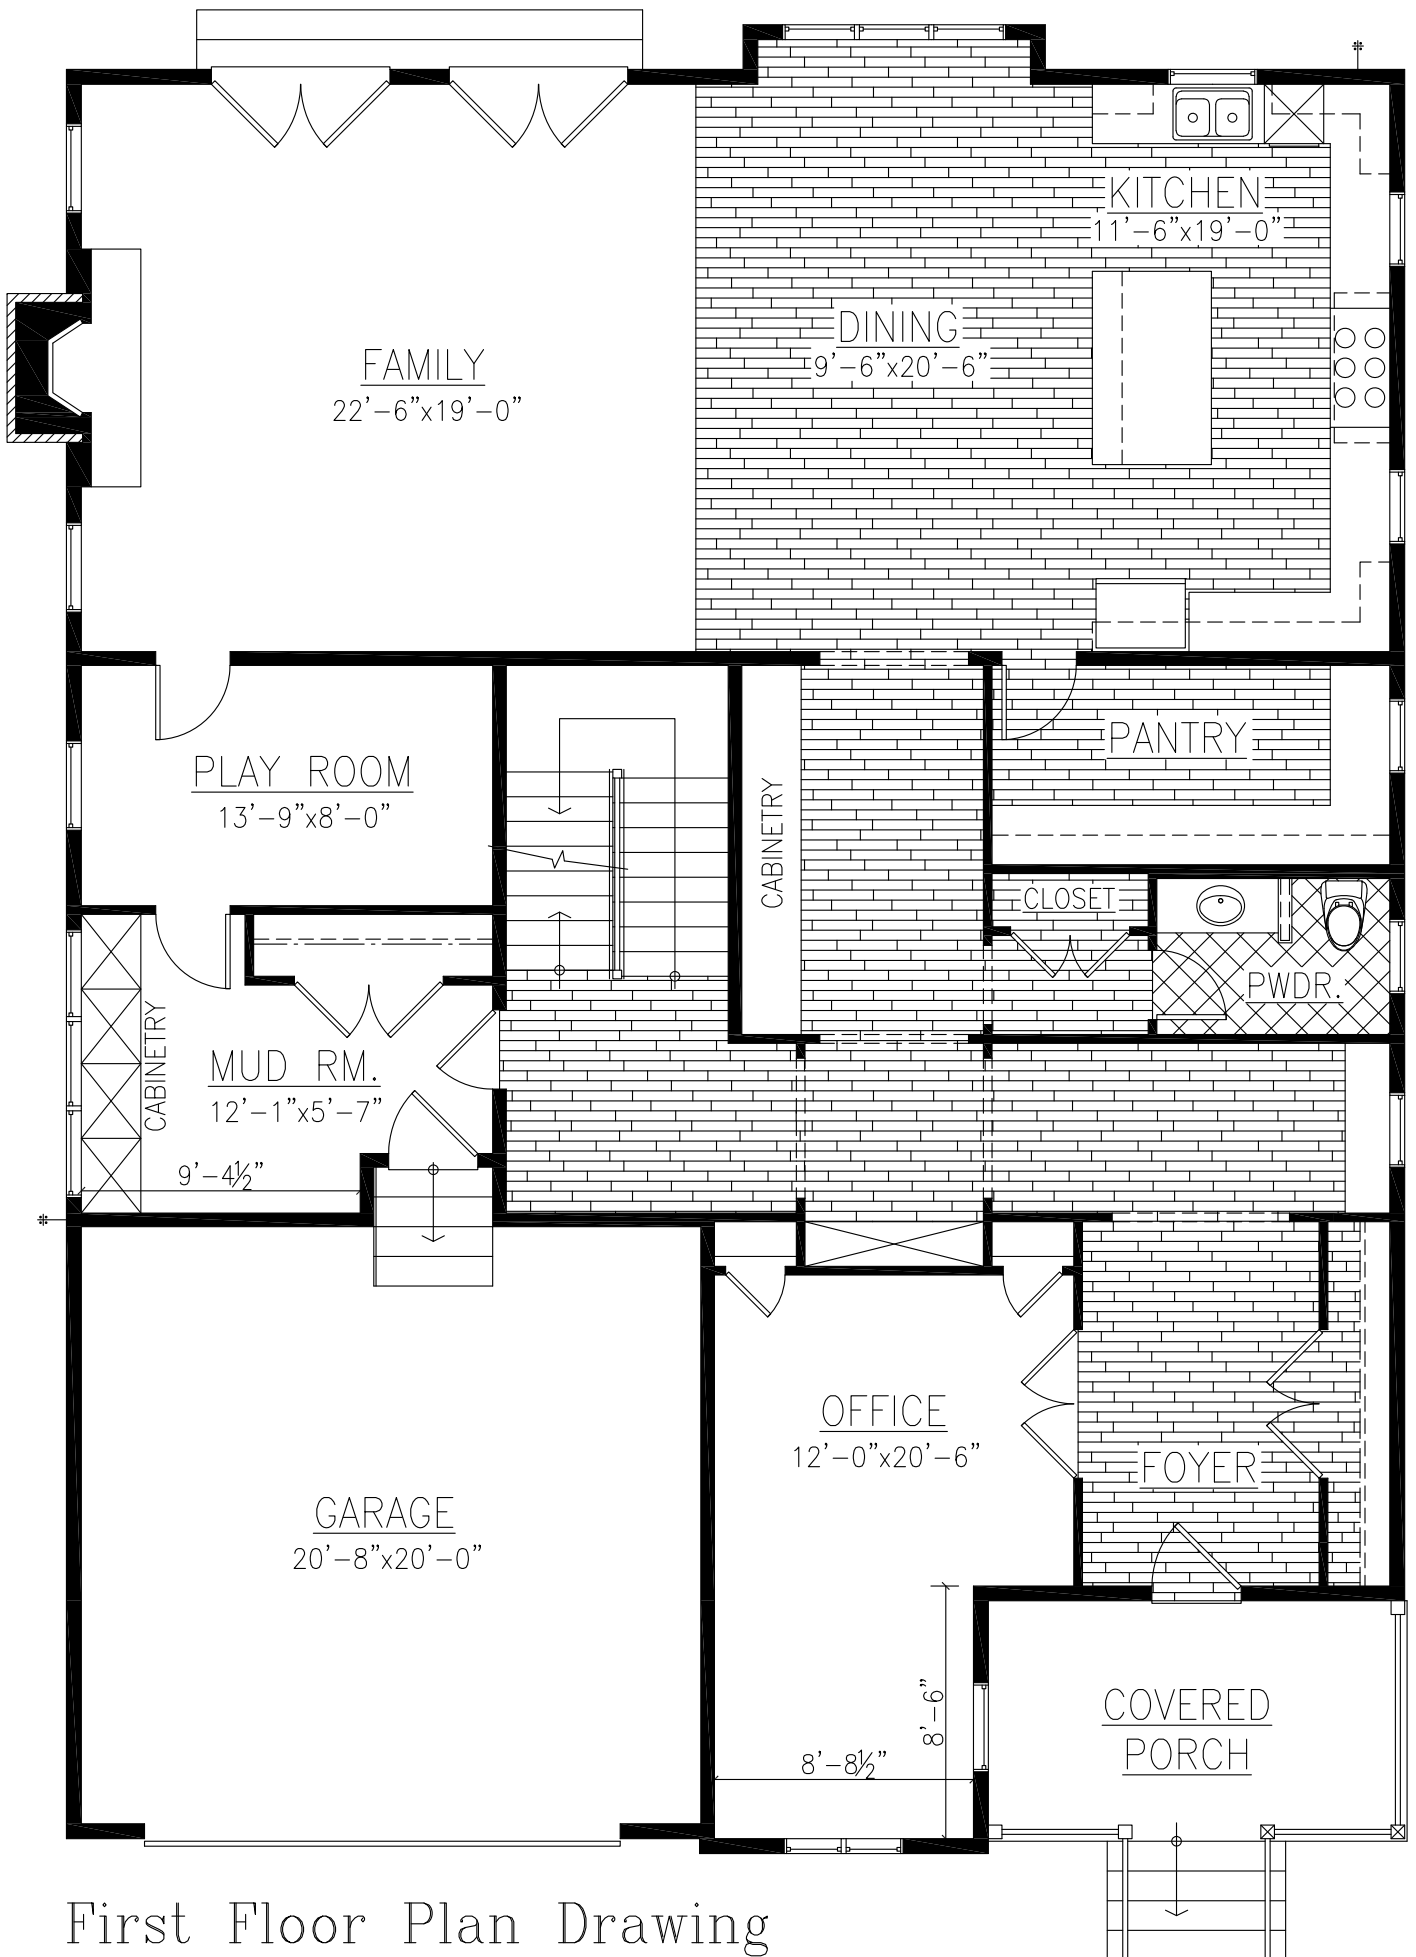 KITCHEN
11'-6"x19'-0"
DINING
9'-6"x20'-6"
FAMILY
22'-6"x19'-0"
PANTRY
PLAY ROOM
13'-9"x8'-0"
CABINETRY
CLOSET
PWDR.
CABINETRY
MUD RM.
12'-1"x5'-7"
9'-4½"
OFFICE
12'-0"x20'-6"
FOYER
GARAGE
20'-8"x20'-0"
8'-6"
8'-8½"
COVERED
PORCH
First Floor Plan Drawing